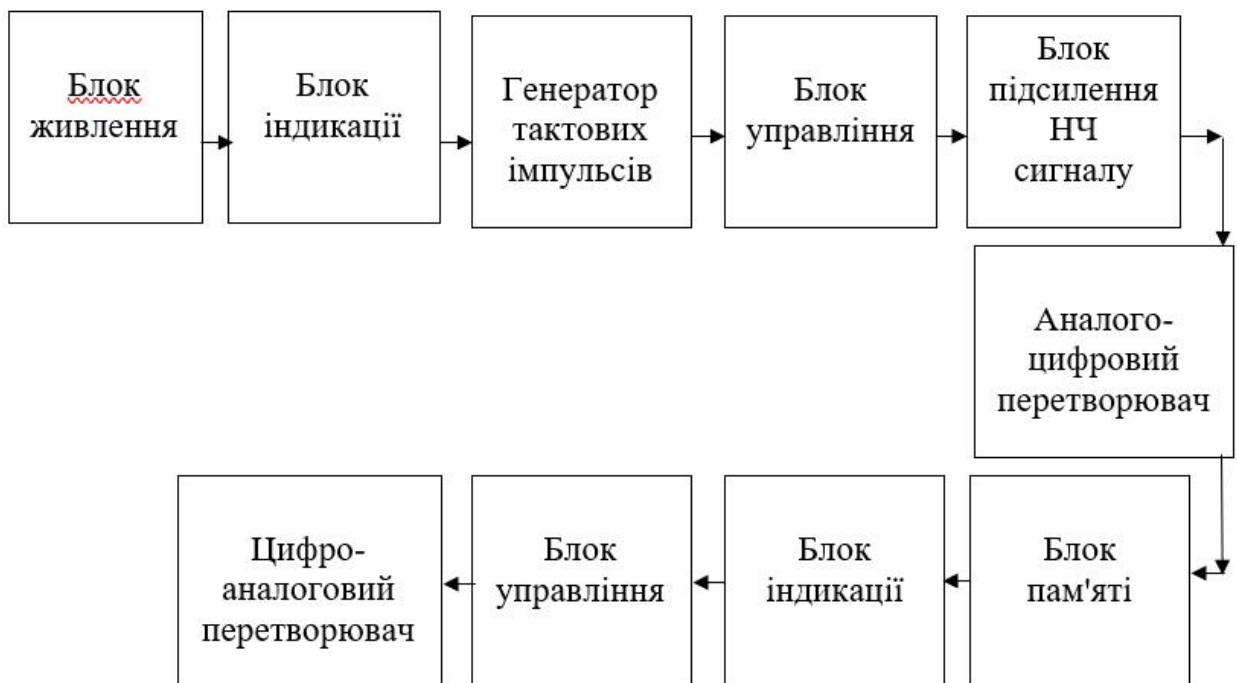 Блок
живлення
Блок
індикації
Генератор
тактових
імпульсів
Блок
управління
Блок
підсилення
НЧ
сигналу
Аналого-
цифровий
перетворювач
Цифро-
аналоговий
перетворювач
Блок
управління
Блок
індикації
Блок
пам'яті